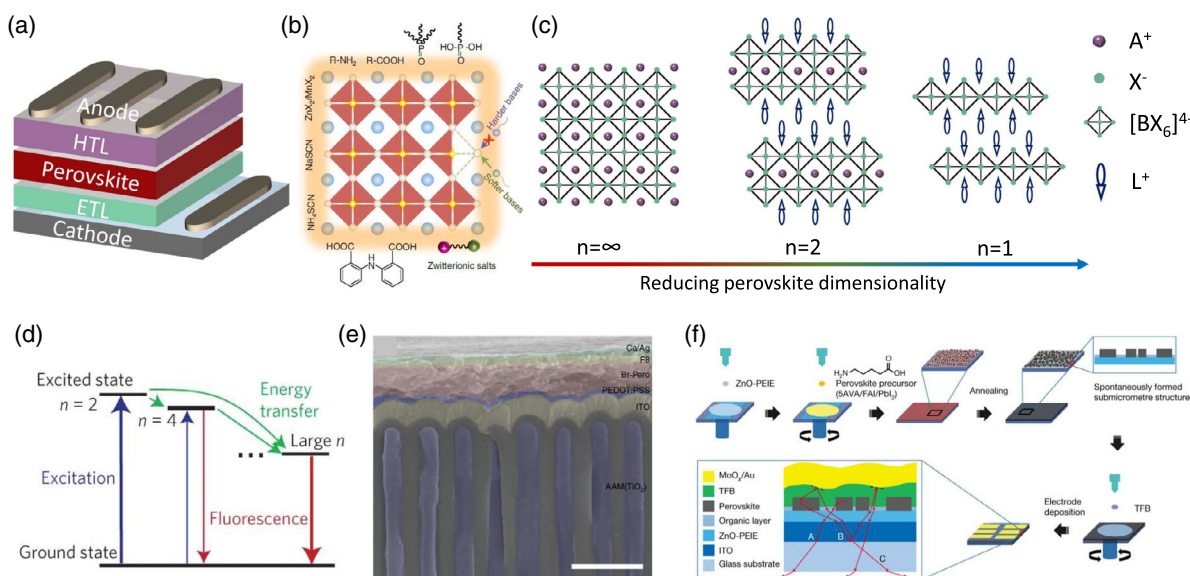 (a)
Anode
HTL
Perovskite
ETL
Cathode
(b)
R-NH2
R-COOH
P
O
HO-P-OH
O
ZnX2/MnX2
NaSCN
NH4SCN
Harder bases
Softer bases
HOOC
COOH
H
N
Zwitterionic salts
(c)
A+
X-
[BX6]4-
L+
n=∞
n=2
n=1
Reducing perovskite dimensionality
(d)
Excited state
n = 2
n = 4
Energy
transfer
Large n
Excitation
Fluorescence
Ground state
(e)
Ca/Ag
F8
Br-Pero
PEDOT:PSS
ITO
AAM(TiO2)
(f)
ZnO-PEIE
H2N
O
OH
Perovskite precursor
(5AVA/FAI/PbI2)
Annealing
Spontaneously formed
submicrometre structure
TFB
Electrode
deposition
MoOx/Au
TFB
Perovskite
Organic layer
ZnO-PEIE
ITO
Glass substrate
A
B
C